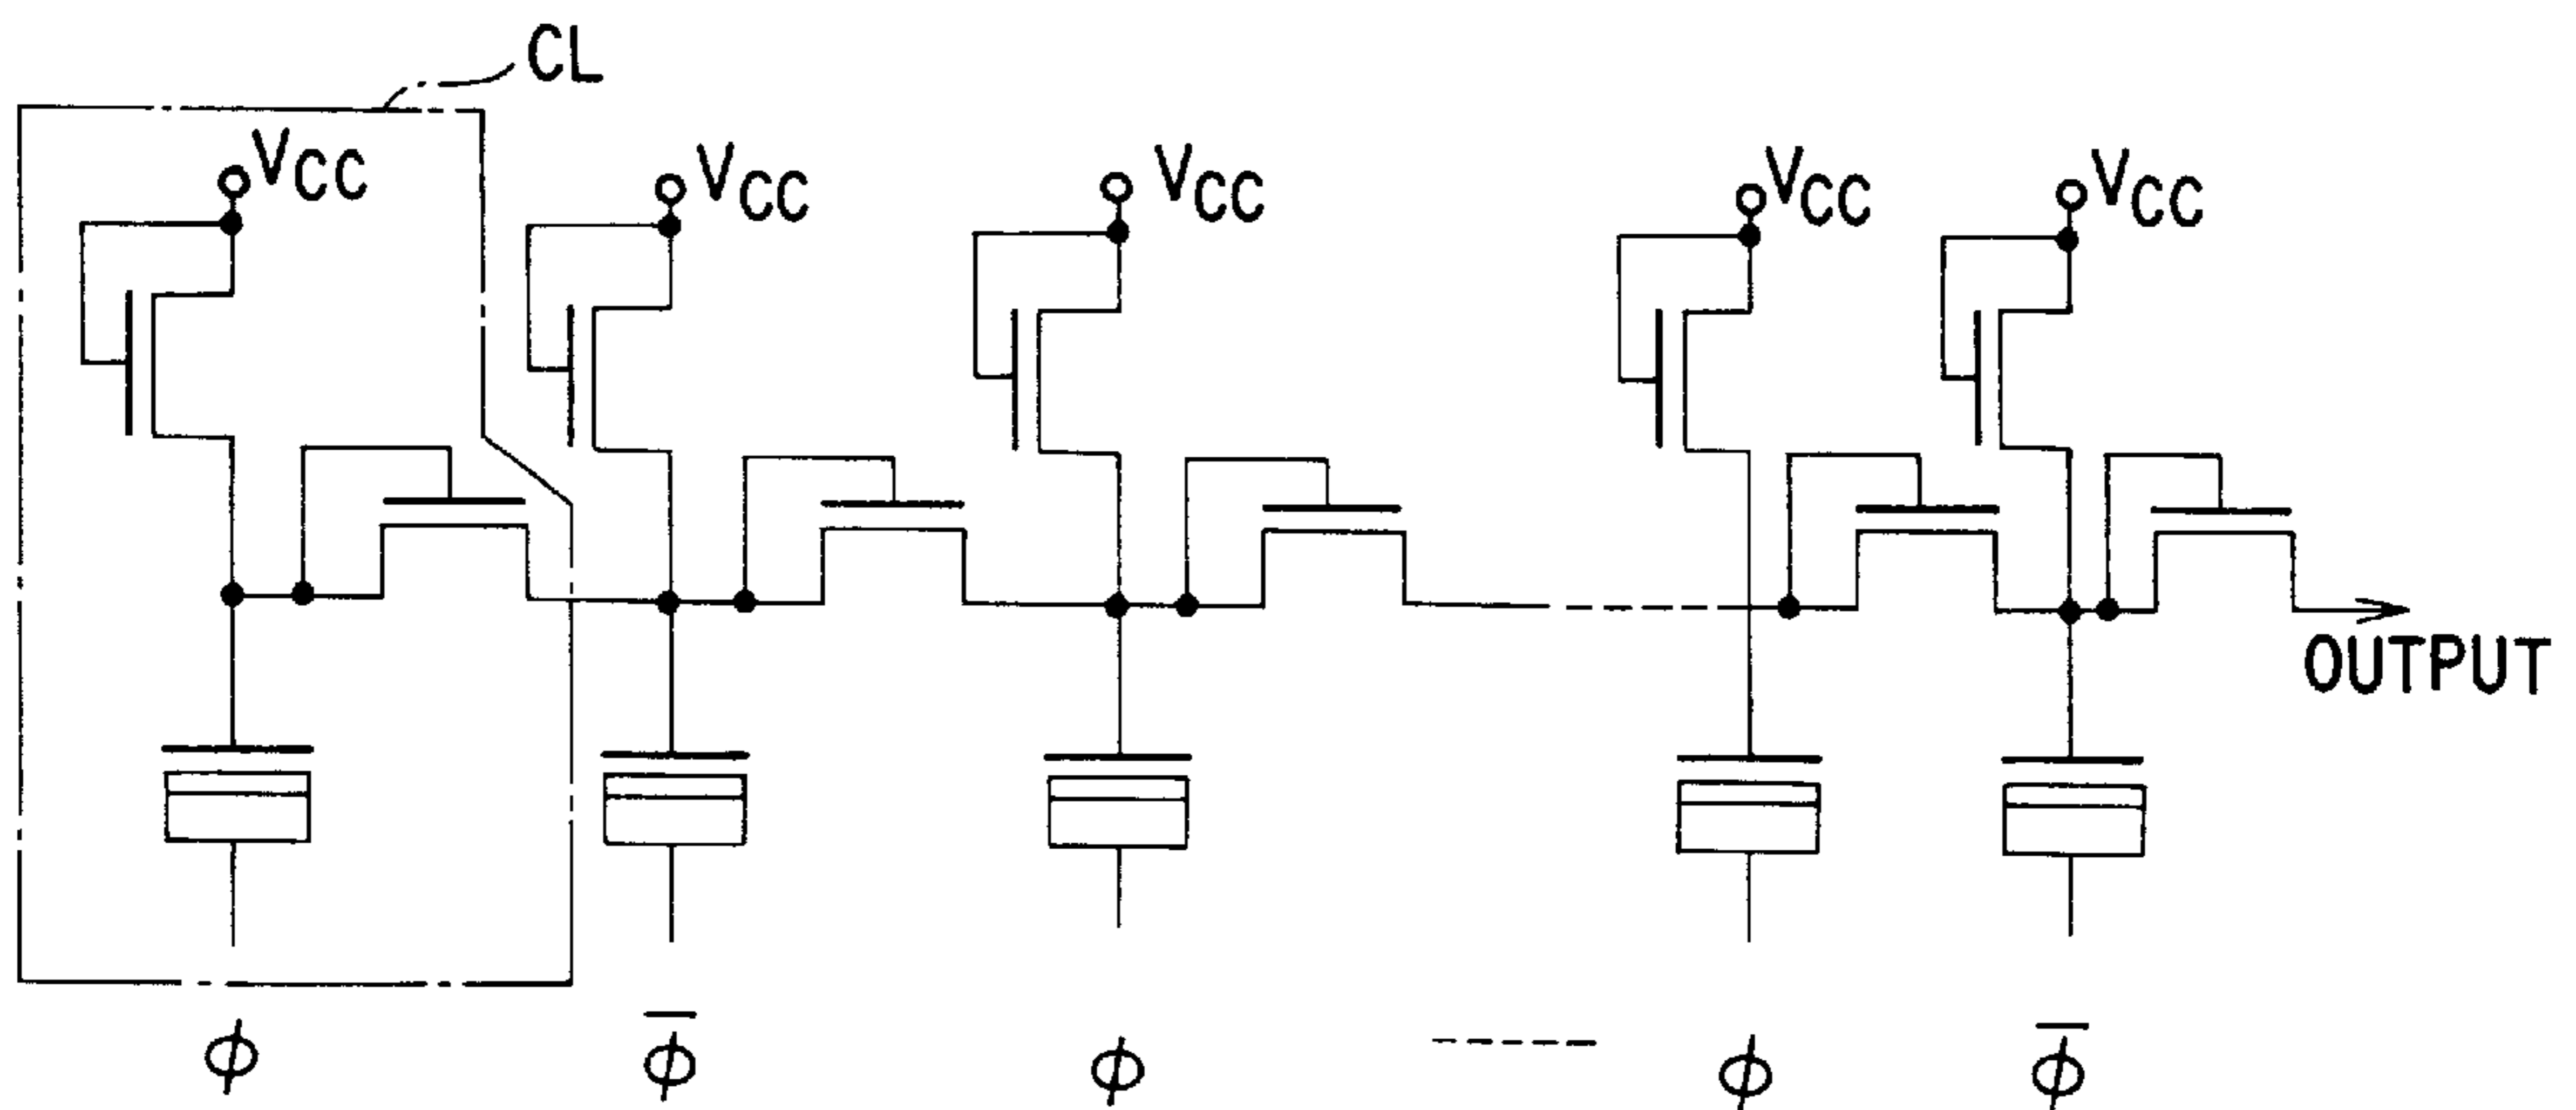 CL
VCC VCC VCC VCC VCC
OUTPUT
ϕ ϕ̅ ϕ ϕ ϕ̅